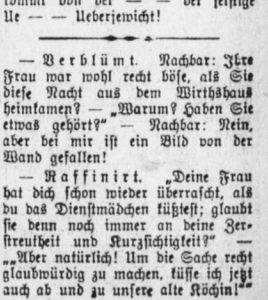 Ue — — Ueberjewicht!
— Verblümt. Nachbar: Ihre
Frau war wohl recht böse, als Sie
diese Nacht aus dem Wirthshaus
heimkamen? — „Warum? Haben Sie
etwas gehört?“ — Nachbar: Nein,
aber bei mir ist ein Bild von der
Wand gefallen!
— Raffinirt. „Deine Frau
hat dich schon wieder überrascht, als
du das Dienstmädchen küßtest; glaubt
sie denn noch immer an deine Zer-
streutheit und Kurzsichtigkeit?“ —
„„Aber natürlich! Um die Sache recht
glaubwürdig zu machen, küsse ich jetzt
auch ab und zu unsere alte Köchin!““